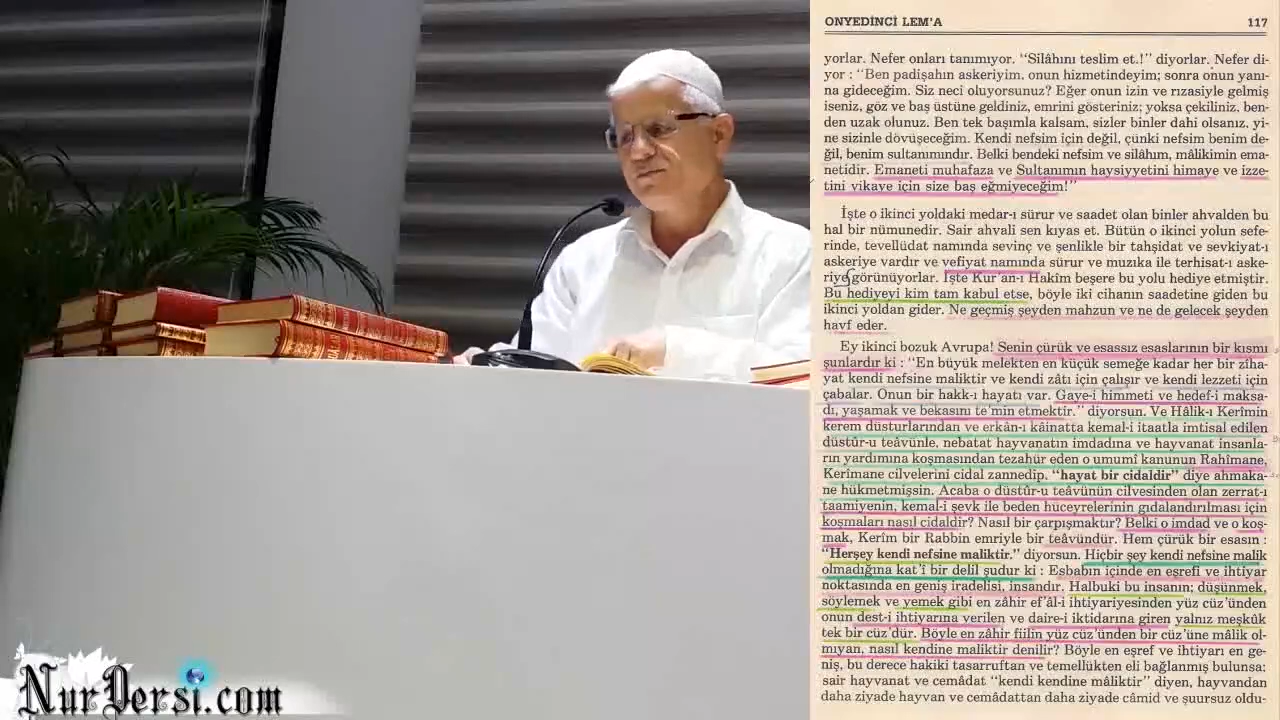 ONYEDİNCİ LEM'A 117
yorlar. Nefer onları tanımıyor. "Silâhını teslim et.!" diyorlar. Nefer di-
yor : "Ben padişahın askeriyim, onun hizmetindeyim; sonra onun yanı-
na gideceğim. Siz neci oluyorsunuz? Eğer onun izin ve rızasiyle gelmiş
iseniz, göz ve baş üstüne geldiniz, emrini gösteriniz; yoksa çekiliniz, ben-
den uzak olunuz. Ben tek başımla kalsam, sizler binler dahi olsanız, yi-
ne sizinle dövüşeceğim. Kendi nefsim için değil, çünki nefsim benim de-
ğil, benim sultanımındır. Belki bendeki nefsim ve silâhım, mâlikimin ema-
netidir. Emaneti muhafaza ve Sultanımın haysiyyetini himaye ve izze-
tini vikaye için size baş eğmiyeceğim!"
İşte o ikinci yoldaki medar-ı sürur ve saadet olan binler ahvalden bu
hal bir nümunedir. Sair ahvali sen kıyas et. Bütün o ikinci yolun sefe-
rinde, tevellüdat namında sevinç ve şenlikle bir tahşidat ve sevkiyat-ı
askeriye vardır ve vefiyat namında sürur ve muzıka ile terhisat-ı aske-
riye görünüyorlar. İşte Kur'an-ı Hakîm beşere bu yolu hediye etmiştir.
Bu hediyeyi kim tam kabul etse, böyle iki cihanın saadetine giden bu
ikinci yoldan gider. Ne geçmiş şeyden mahzun ve ne de gelecek şeyden
havf eder.
Ey ikinci bozuk Avrupa! Senin çürük ve esassız esaslarının bir kısmı
şunlardır ki : "En büyük melekten en küçük semeğe kadar her bir zîha-
yat kendi nefsine maliktir ve kendi zâtı için çalışır ve kendi lezzeti için
çabalar. Onun bir hakk-ı hayatı var. Gaye-i himmeti ve hedef-i maksa-
dı, yaşamak ve bekasını te'min etmektir." diyorsun. Ve Hâlik-ı Kerîmin
kerem düsturlarından ve erkân-ı kâinatta kemal-i itaatla imtisal edilen
düstûr-u teâvünle, nebatat hayvanatın imdadına ve hayvanat insanla-
rın yardımına koşmasından tezahür eden o umumî kanunun Rahîmane,
Kerîmane cilvelerini cidal zannedip, "hayat bir cidaldir" diye ahmaka-
ne hükmetmişsin. Acaba o düstûr-u teâvünün cilvesinden olan zerrat-ı
taamiyenin, kemal-i şevk ile beden hüceyrelerinin gıdalandırılması için
koşmaları nasıl cidaldir? Nasıl bir çarpışmaktır? Belki o imdad ve o koş-
mak, Kerîm bir Rabbin emriyle bir teâvündür. Hem çürük bir esasın :
"Herşey kendi nefsine maliktir." diyorsun. Hiçbir şey kendi nefsine malik
olmadığına kat'î bir delil şudur ki : Esbabın içinde en eşrefi ve ihtiyar
noktasında en geniş iradelisi, insandır. Halbuki bu insanın; düşünmek,
söylemek ve yemek gibi en zâhir ef'âl-i ihtiyariyesinden yüz cüz'ünden
onun dest-i ihtiyarına verilen ve daire-i iktidarına giren yalnız meşkûk
tek bir cüz'dür. Böyle en zâhir fiilin yüz cüz'ünden bir cüz'üne mâlik ol-
mıyan, nasıl kendine maliktir denilir? Böyle en eşref ve ihtiyarı en ge-
niş, bu derece hakiki tasarruftan ve temellükten eli bağlanmış bulunsa:
sair hayvanat ve cemâdat "kendi kendine mâliktir" diyen, hayvandan
daha ziyade hayvan ve cemâdattan daha ziyade câmid ve şuursuz oldu-
NurDersi.com